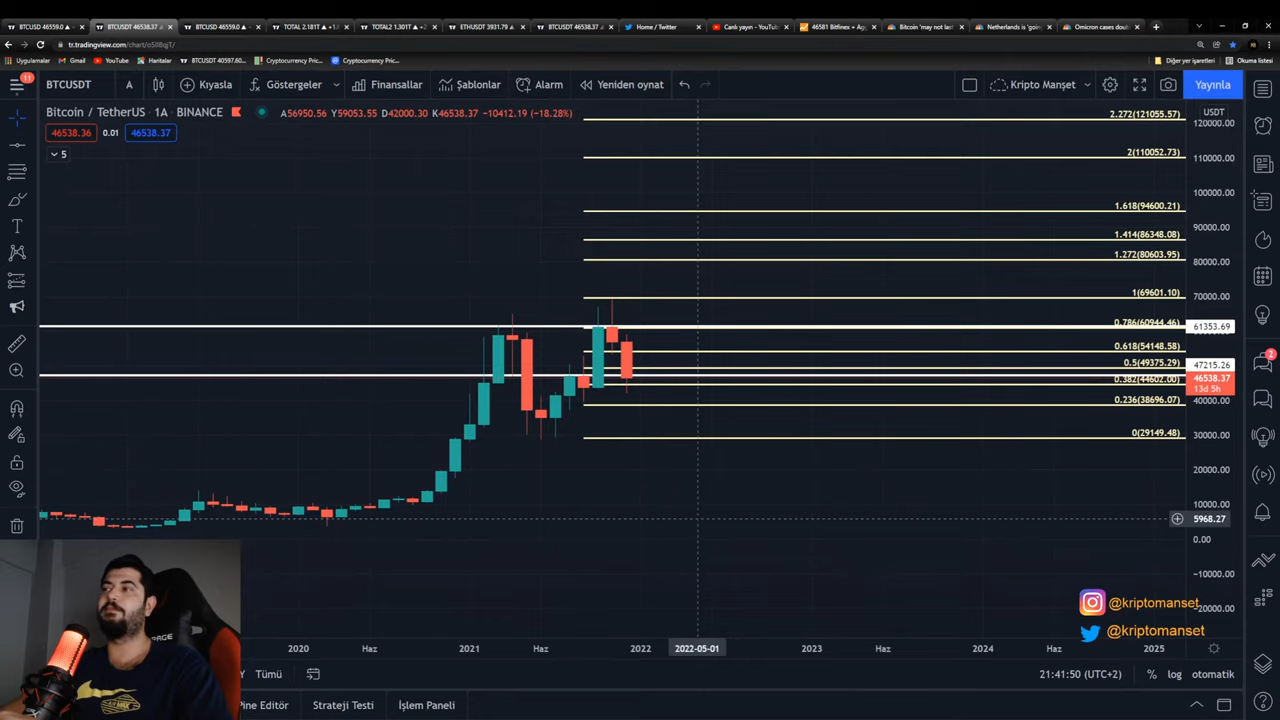 BTCUSD 46559.0
BTCUSDT 46538.37
BTCUSD 46559.0
TOTAL 2.181T
TOTAL2 1.301T
ETHUSDT 3931.79
BTCUSDT 46538.37
Home / Twitter
Canlı yayın - YouTube
46581 Bitfinex + Agg
Bitcoin 'may not last
Netherlands is 'going
Omicron cases doub
tr.tradingview.com/chart/
Uygulamalar
Gmail
YouTube
Haritalar
BTCUSDT 40597.60...
Cryptocurrency Pric...
Cryptocurrency Pric...
Diğer yer işaretleri
Okuma listesi
11
BTCUSDT
Kıyasla
Göstergeler
Finansallar
Şablonlar
Alarm
Yeniden oynat
Kripto Manşet
Yayınla
Bitcoin / TetherUS · 1A · BINANCE
A56950.56 Y59053.55 D42000.30 K46538.37 −10412.19 (−18.28%)
46538.36
0.01
46538.37
5
USDT
2.272(121055.57)
120000.00
2(110052.73)
110000.00
100000.00
1.618(94600.21)
90000.00
1.414(86348.08)
1.272(80603.95)
80000.00
1(69601.10)
70000.00
0.786(60944.46)
61353.69
0.618(54148.58)
0.5(49375.29)
47215.26
0.382(44602.00)
46538.37
13d 5h
0.236(38696.07)
40000.00
0(29149.48)
30000.00
20000.00
10000.00
5968.27
0.00
−10000.00
−20000.00
2
@kriptomanset
@kriptomanset
2020
Haz
2021
Haz
2022
2022-05-01
2023
Haz
2024
Haz
2025
Y
Tümü
21:41:50 (UTC+2)
%
log
otomatik
Pine Editör
Strateji Testi
İşlem Paneli